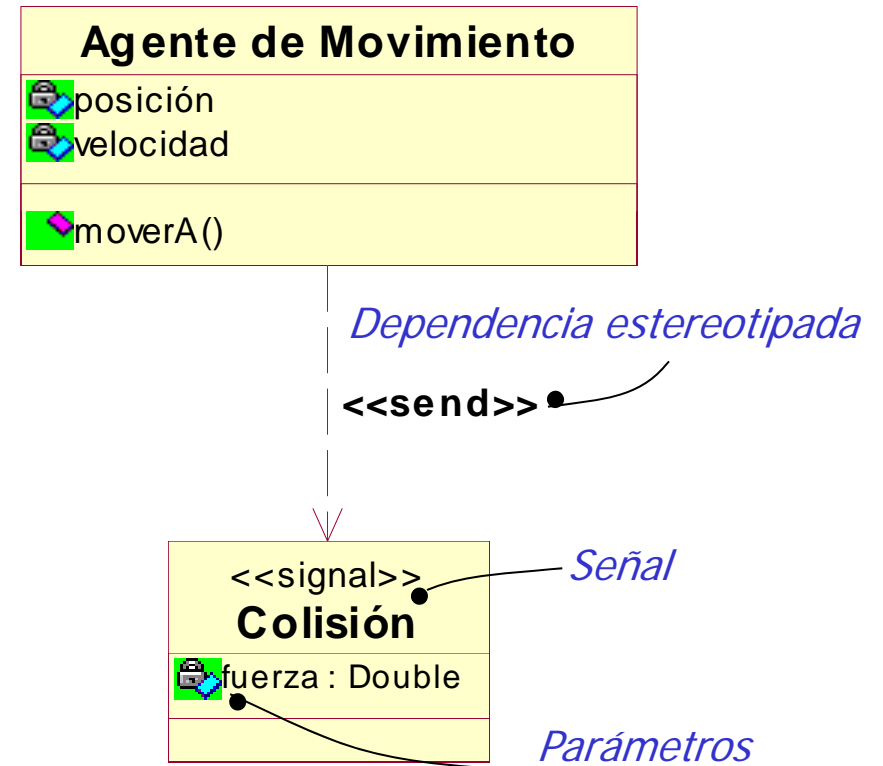 Agente de Movimiento
posición
velocidad
moverA()
Dependencia estereotipada
<<send>>
<<signal>>
Señal
Colisión
fuerza : Double
Parámetros